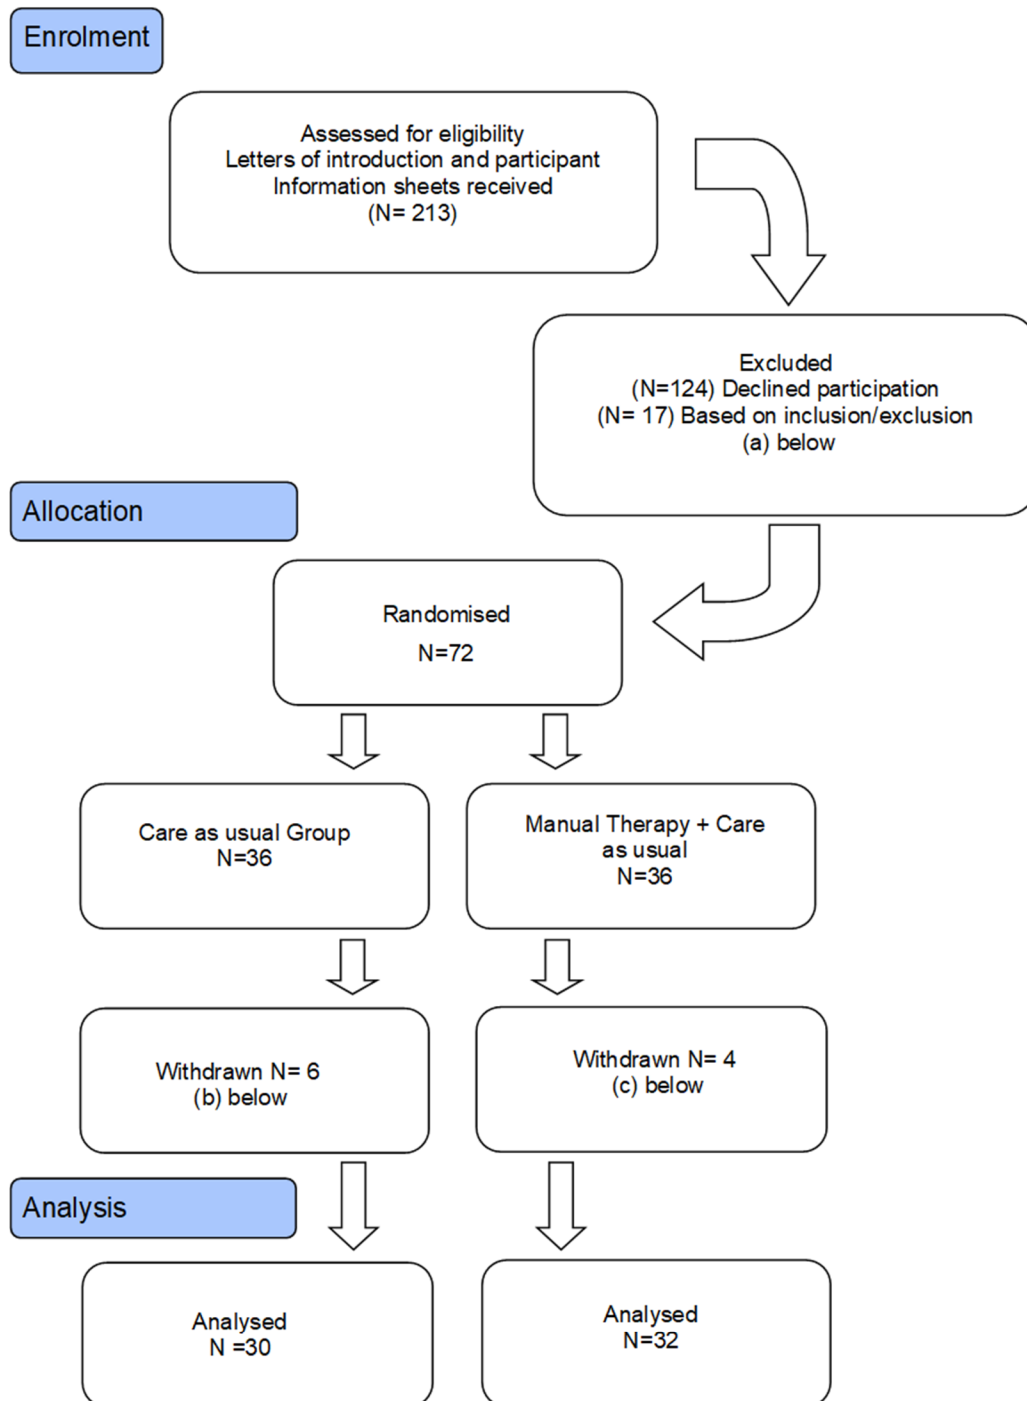 Enrolment
Assessed for eligibility
Letters of introduction and participant
Information sheets received
(N= 213)
Excluded
(N=124) Declined participation
(N= 17) Based on inclusion/exclusion
(a) below
Allocation
Randomised
N=72
Care as usual Group
N=36
Manual Therapy + Care
as usual
N=36
Withdrawn N= 6
(b) below
Withdrawn N= 4
(c) below
Analysis
Analysed
N =30
Analysed
N=32